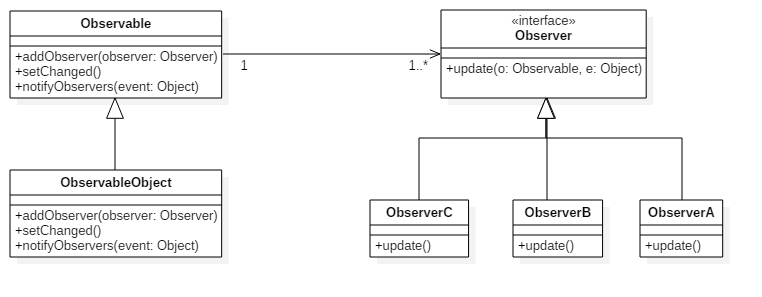 Observable
+addObserver(observer: Observer)
+setChanged()
+notifyObservers(event: Object)
1
1..*
«interface»
Observer
+update(o: Observable, e: Object)
ObservableObject
+addObserver(observer: Observer)
+setChanged()
+notifyObservers(event: Object)
ObserverC
+update()
ObserverB
+update()
ObserverA
+update()